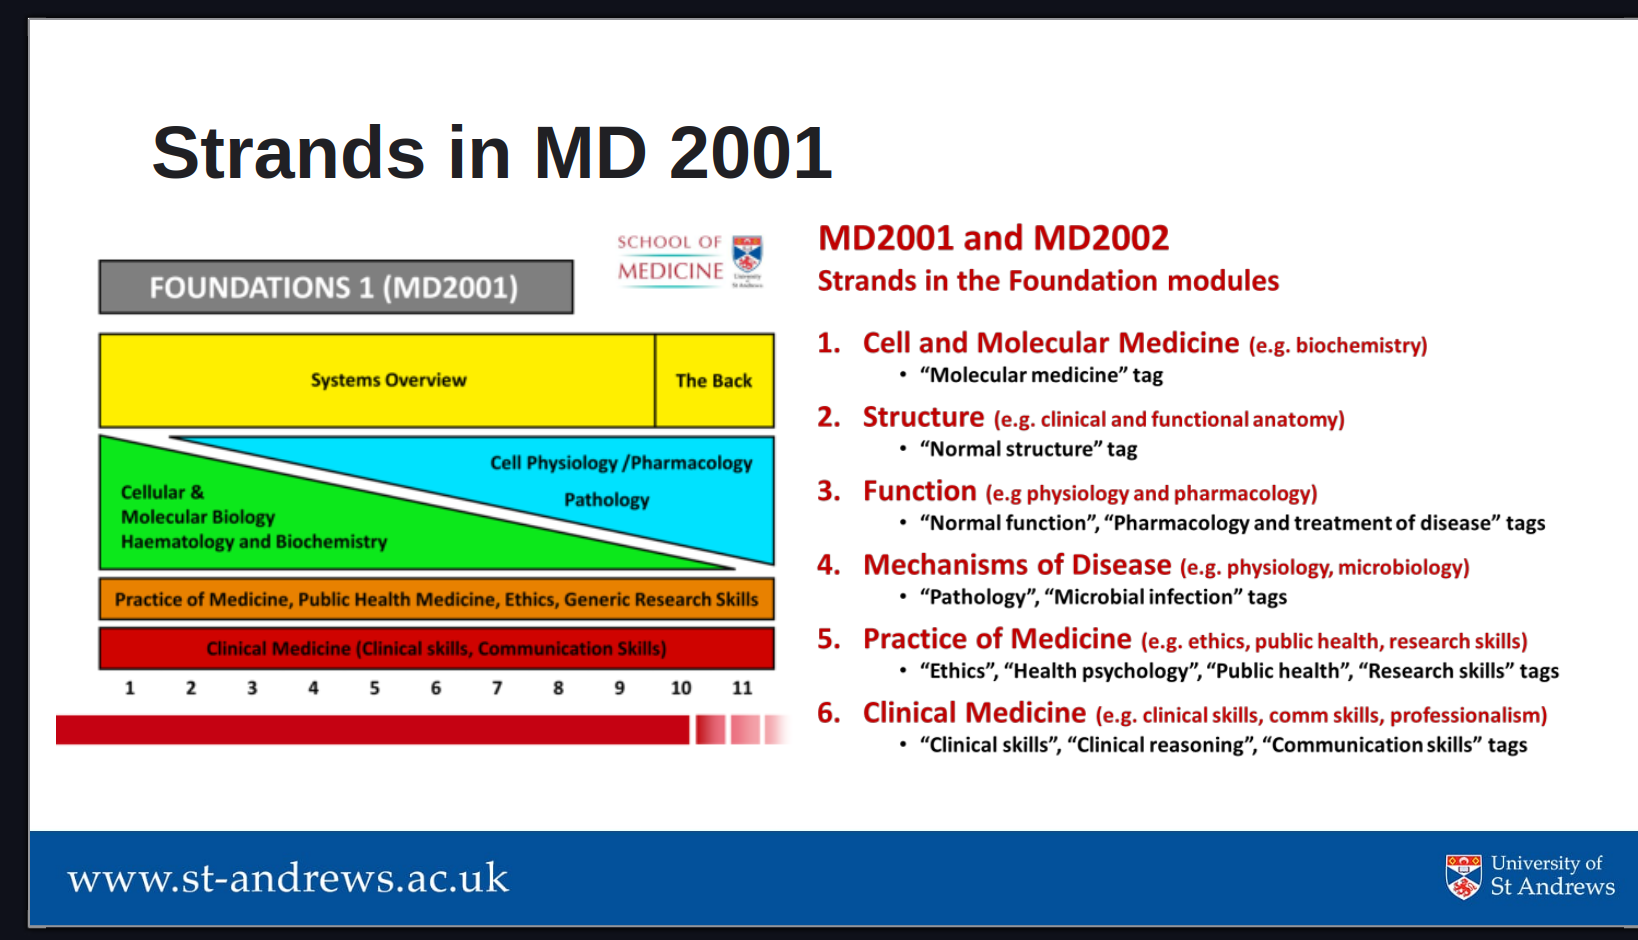 Strands in MD 2001
SCHOOL OF
MEDICINE
University
of
St Andrews
FOUNDATIONS 1 (MD2001)
Systems Overview
The Back
Cell Physiology /Pharmacology
Pathology
Cellular &
Molecular Biology
Haematology and Biochemistry
Practice of Medicine, Public Health Medicine, Ethics, Generic Research Skills
Clinical Medicine (Clinical skills, Communication Skills)
1 2 3 4 5 6 7 8 9 10 11
MD2001 and MD2002
Strands in the Foundation modules
1. Cell and Molecular Medicine (e.g. biochemistry)
• “Molecular medicine” tag
2. Structure (e.g. clinical and functional anatomy)
• “Normal structure” tag
3. Function (e.g physiology and pharmacology)
• “Normal function”, “Pharmacology and treatment of disease” tags
4. Mechanisms of Disease (e.g. physiology, microbiology)
• “Pathology”, “Microbial infection” tags
5. Practice of Medicine (e.g. ethics, public health, research skills)
• “Ethics”, “Health psychology”, “Public health”, “Research skills” tags
6. Clinical Medicine (e.g. clinical skills, comm skills, professionalism)
• “Clinical skills”, “Clinical reasoning”, “Communication skills” tags
www.st-andrews.ac.uk
University of
St Andrews